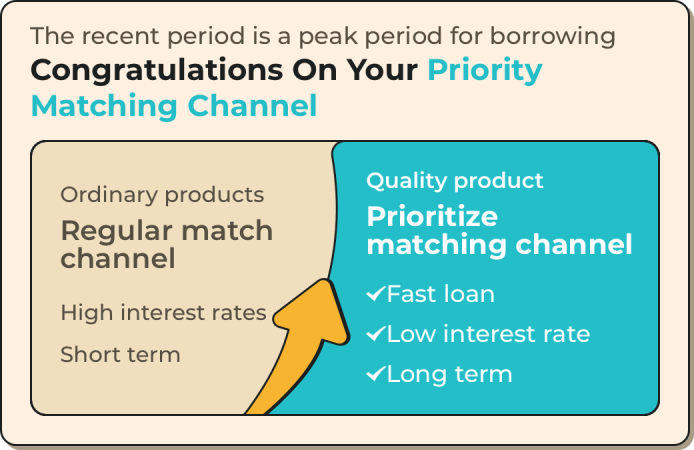 The recent period is a peak period for borrowing
Congratulations On Your Priority
Matching Channel
Ordinary products
Regular match
channel
High interest rates
Short term
Quality product
Prioritize
matching channel
Fast loan
Low interest rate
Long term